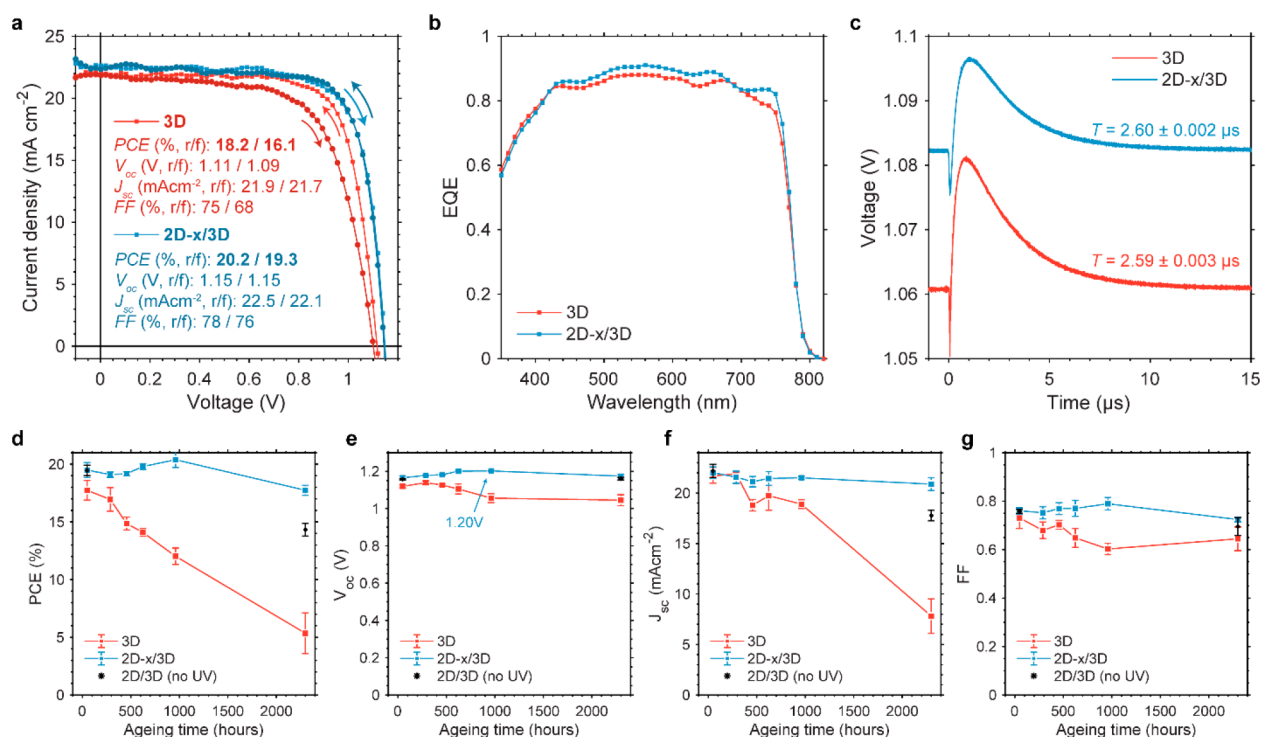 a
Current density (mA cm⁻²)
25
20
15
10
5
0
0
0.2
0.4
0.6
0.8
1
Voltage (V)
3D
PCE (%, r/f): 18.2 / 16.1
Voc (V, r/f): 1.11 / 1.09
Jsc (mAcm⁻², r/f): 21.9 / 21.7
FF (%, r/f): 75 / 68
2D-x/3D
PCE (%, r/f): 20.2 / 19.3
Voc (V, r/f): 1.15 / 1.15
Jsc (mAcm⁻², r/f): 22.5 / 22.1
FF (%, r/f): 78 / 76
b
EQE
1
0.8
0.6
0.4
0.2
0
400
500
600
700
800
Wavelength (nm)
3D
2D-x/3D
c
Voltage (V)
1.1
1.09
1.08
1.07
1.06
1.05
0
5
10
15
Time (μs)
3D
2D-x/3D
T = 2.60 ± 0.002 μs
T = 2.59 ± 0.003 μs
d
PCE (%)
20
15
10
5
0
0
500
1000
1500
2000
Ageing time (hours)
3D
2D-x/3D
2D/3D (no UV)
e
Voc (V)
1.4
1.2
1
0.8
0.6
0.4
0.2
0
0
500
1000
1500
2000
Ageing time (hours)
1.20V
3D
2D-x/3D
2D/3D (no UV)
f
Jsc (mAcm⁻²)
22
18
14
10
6
2
0
0
500
1000
1500
2000
Ageing time (hours)
3D
2D-x/3D
2D/3D (no UV)
g
FF
1
0.8
0.6
0.4
0.2
0
0
500
1000
1500
2000
Ageing time (hours)
3D
2D-x/3D
2D/3D (no UV)